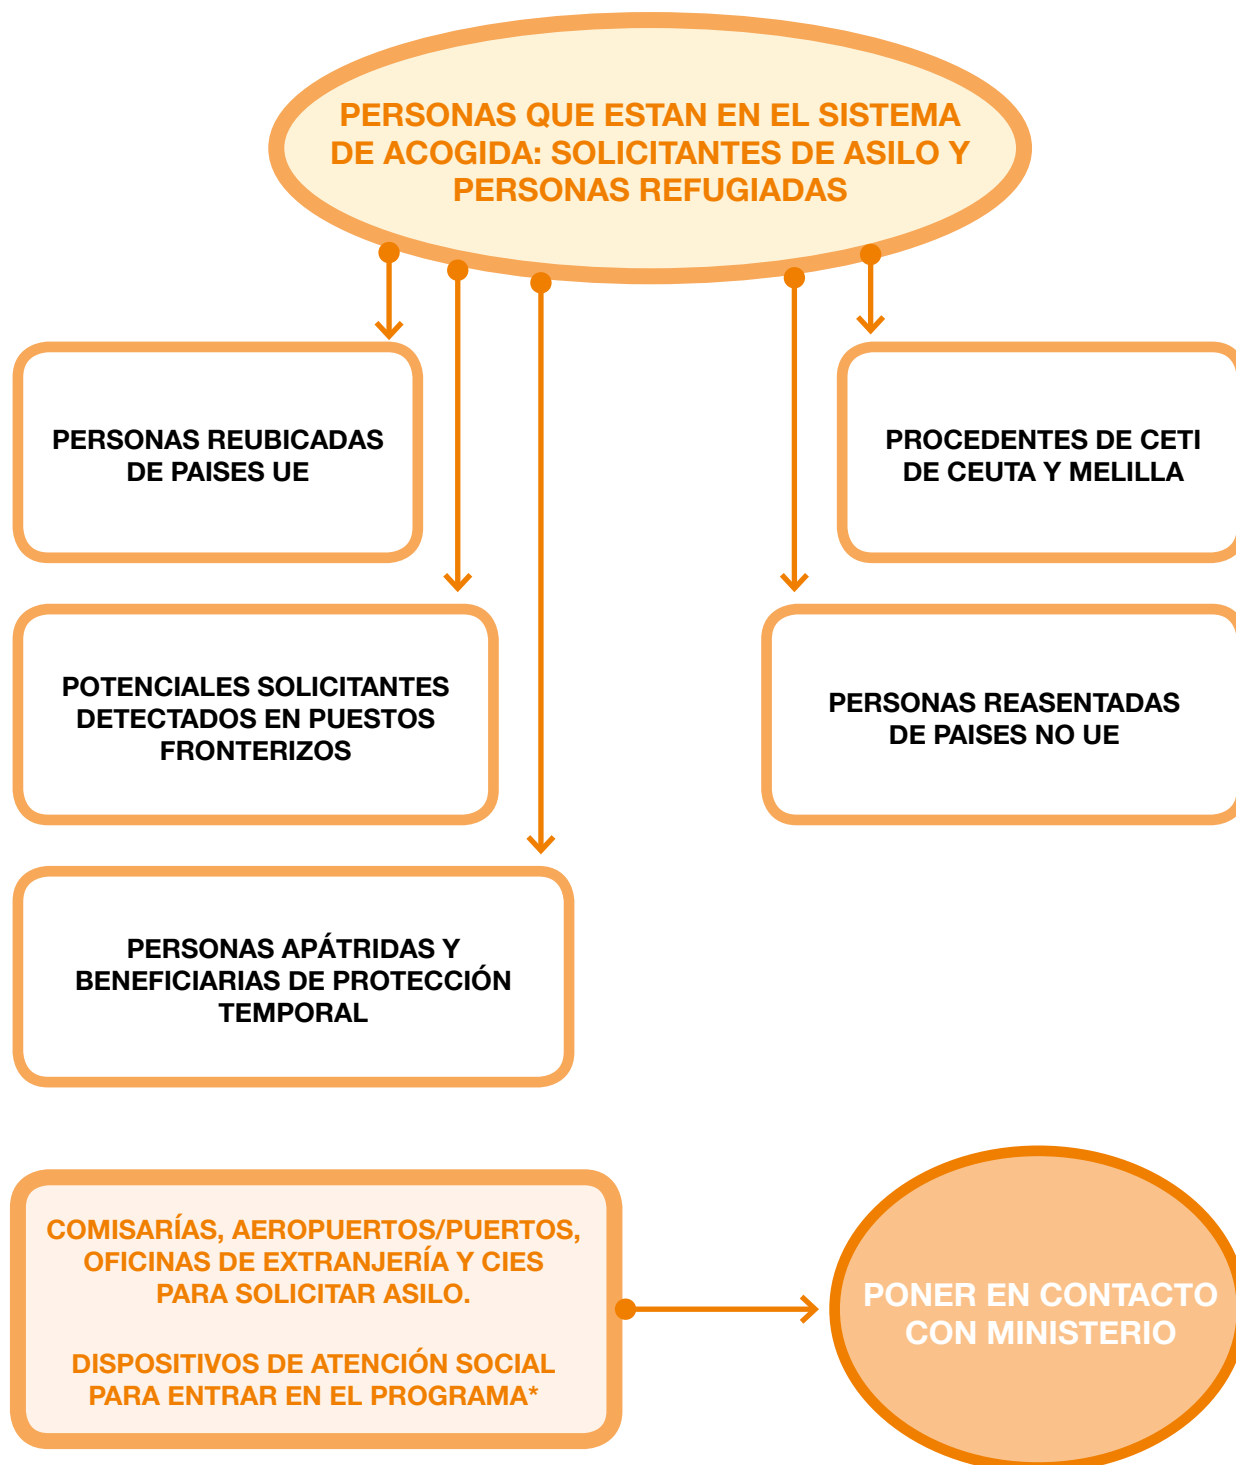 PERSONAS QUE ESTAN EN EL SISTEMA
DE ACOGIDA: SOLICITANTES DE ASILO Y
PERSONAS REFUGIADAS
PERSONAS REUBICADAS
DE PAISES UE
PROCEDENTES DE CETI
DE CEUTA Y MELILLA
POTENCIALES SOLICITANTES
DETECTADOS EN PUESTOS
FRONTERIZOS
PERSONAS REASENTADAS
DE PAISES NO UE
PERSONAS APÁTRIDAS Y
BENEFICIARIAS DE PROTECCIÓN
TEMPORAL
COMISARÍAS, AEROPUERTOS/PUERTOS,
OFICINAS DE EXTRANJERÍA Y CIES
PARA SOLICITAR ASILO.
DISPOSITIVOS DE ATENCIÓN SOCIAL
PARA ENTRAR EN EL PROGRAMA*
PONER EN CONTACTO
CON MINISTERIO